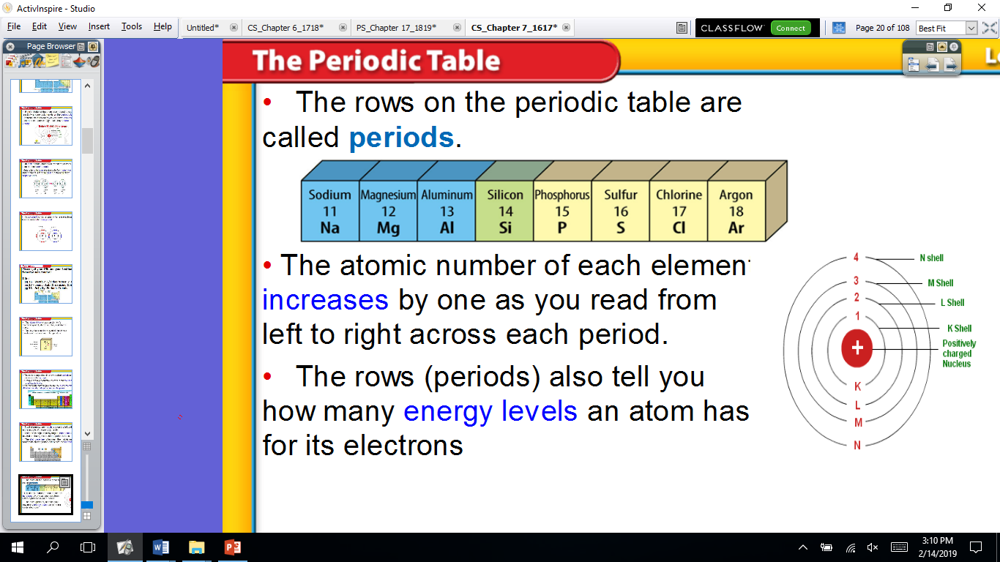 ActivInspire - Studio
File Edit View Insert Tools Help
Untitled* CS_Chapter 6_1718* PS_Chapter 17_1819* CS_Chapter 7_1617*
CLASSFLOW Connect
Page 20 of 108 Best Fit
Page Browser
The Periodic Table
• The rows on the periodic table are
called periods.
Sodium Magnesium Aluminum Silicon Phosphorus Sulfur Chlorine Argon
11 12 13 14 15 16 17 18
Na Mg Al Si P S Cl Ar
• The atomic number of each elemen
increases by one as you read from
left to right across each period.
• The rows (periods) also tell you
how many energy levels an atom has
for its electrons
4 N shell
3 M Shell
2 L Shell
1 K Shell
+ Positively
charged
Nucleus
K
L
M
N
3:10 PM
2/14/2019